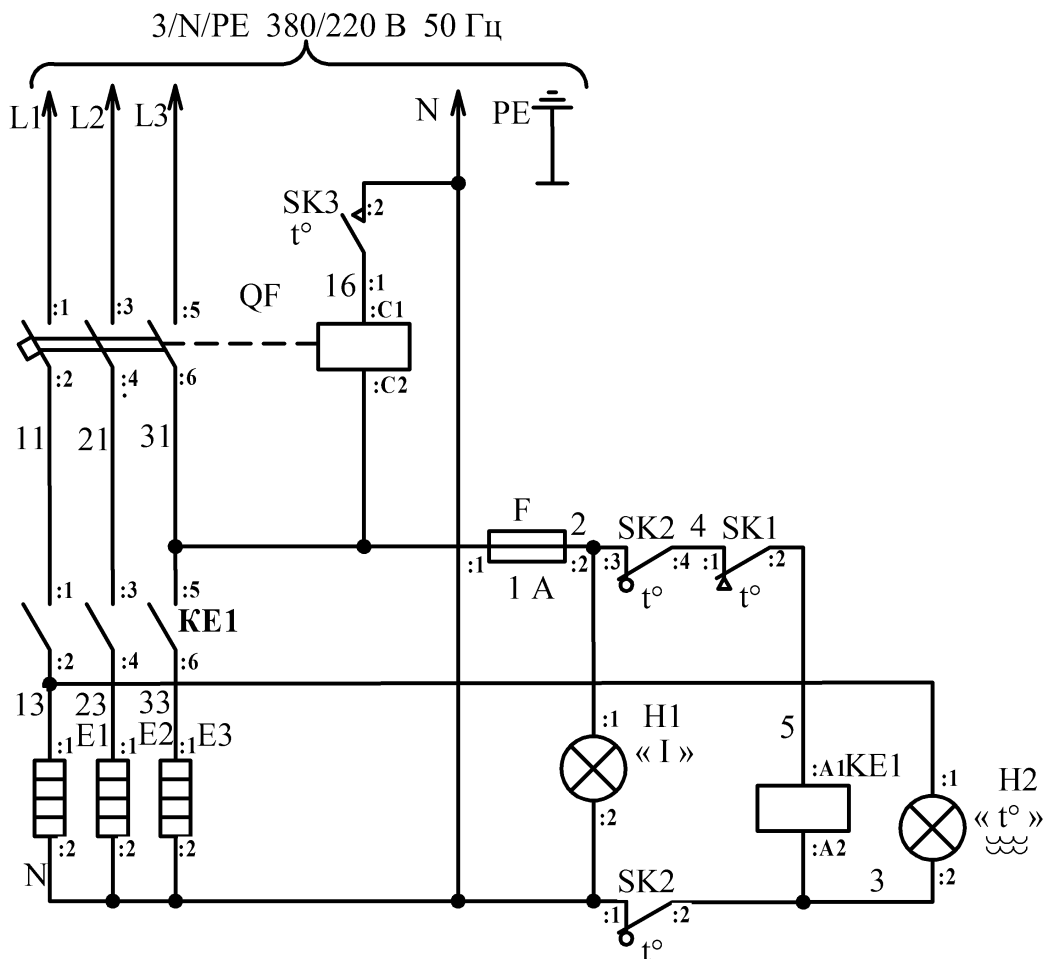 3/N/PE 380/220 В 50 Гц
L1 L2 L3 N PE
SK3 :2
t°
16 :1
QF :C1
:1 :3 :5
:2 :4 :6
.
:C2
11 21 31
F 2 SK2 4 SK1
:1 :2 :3 :4 :1 :2
1 А t° t°
:1 :3 :5
КЕ1
:2 :4 :6
13 23 33
:1 E1 :1 E2 :1 E3
:1 H1
« I »
5
:A1 KE1
:1 H2
« t° »
:2
:A2
:2 :2 :2
N
SK2 3 :2
:1 :2
t°